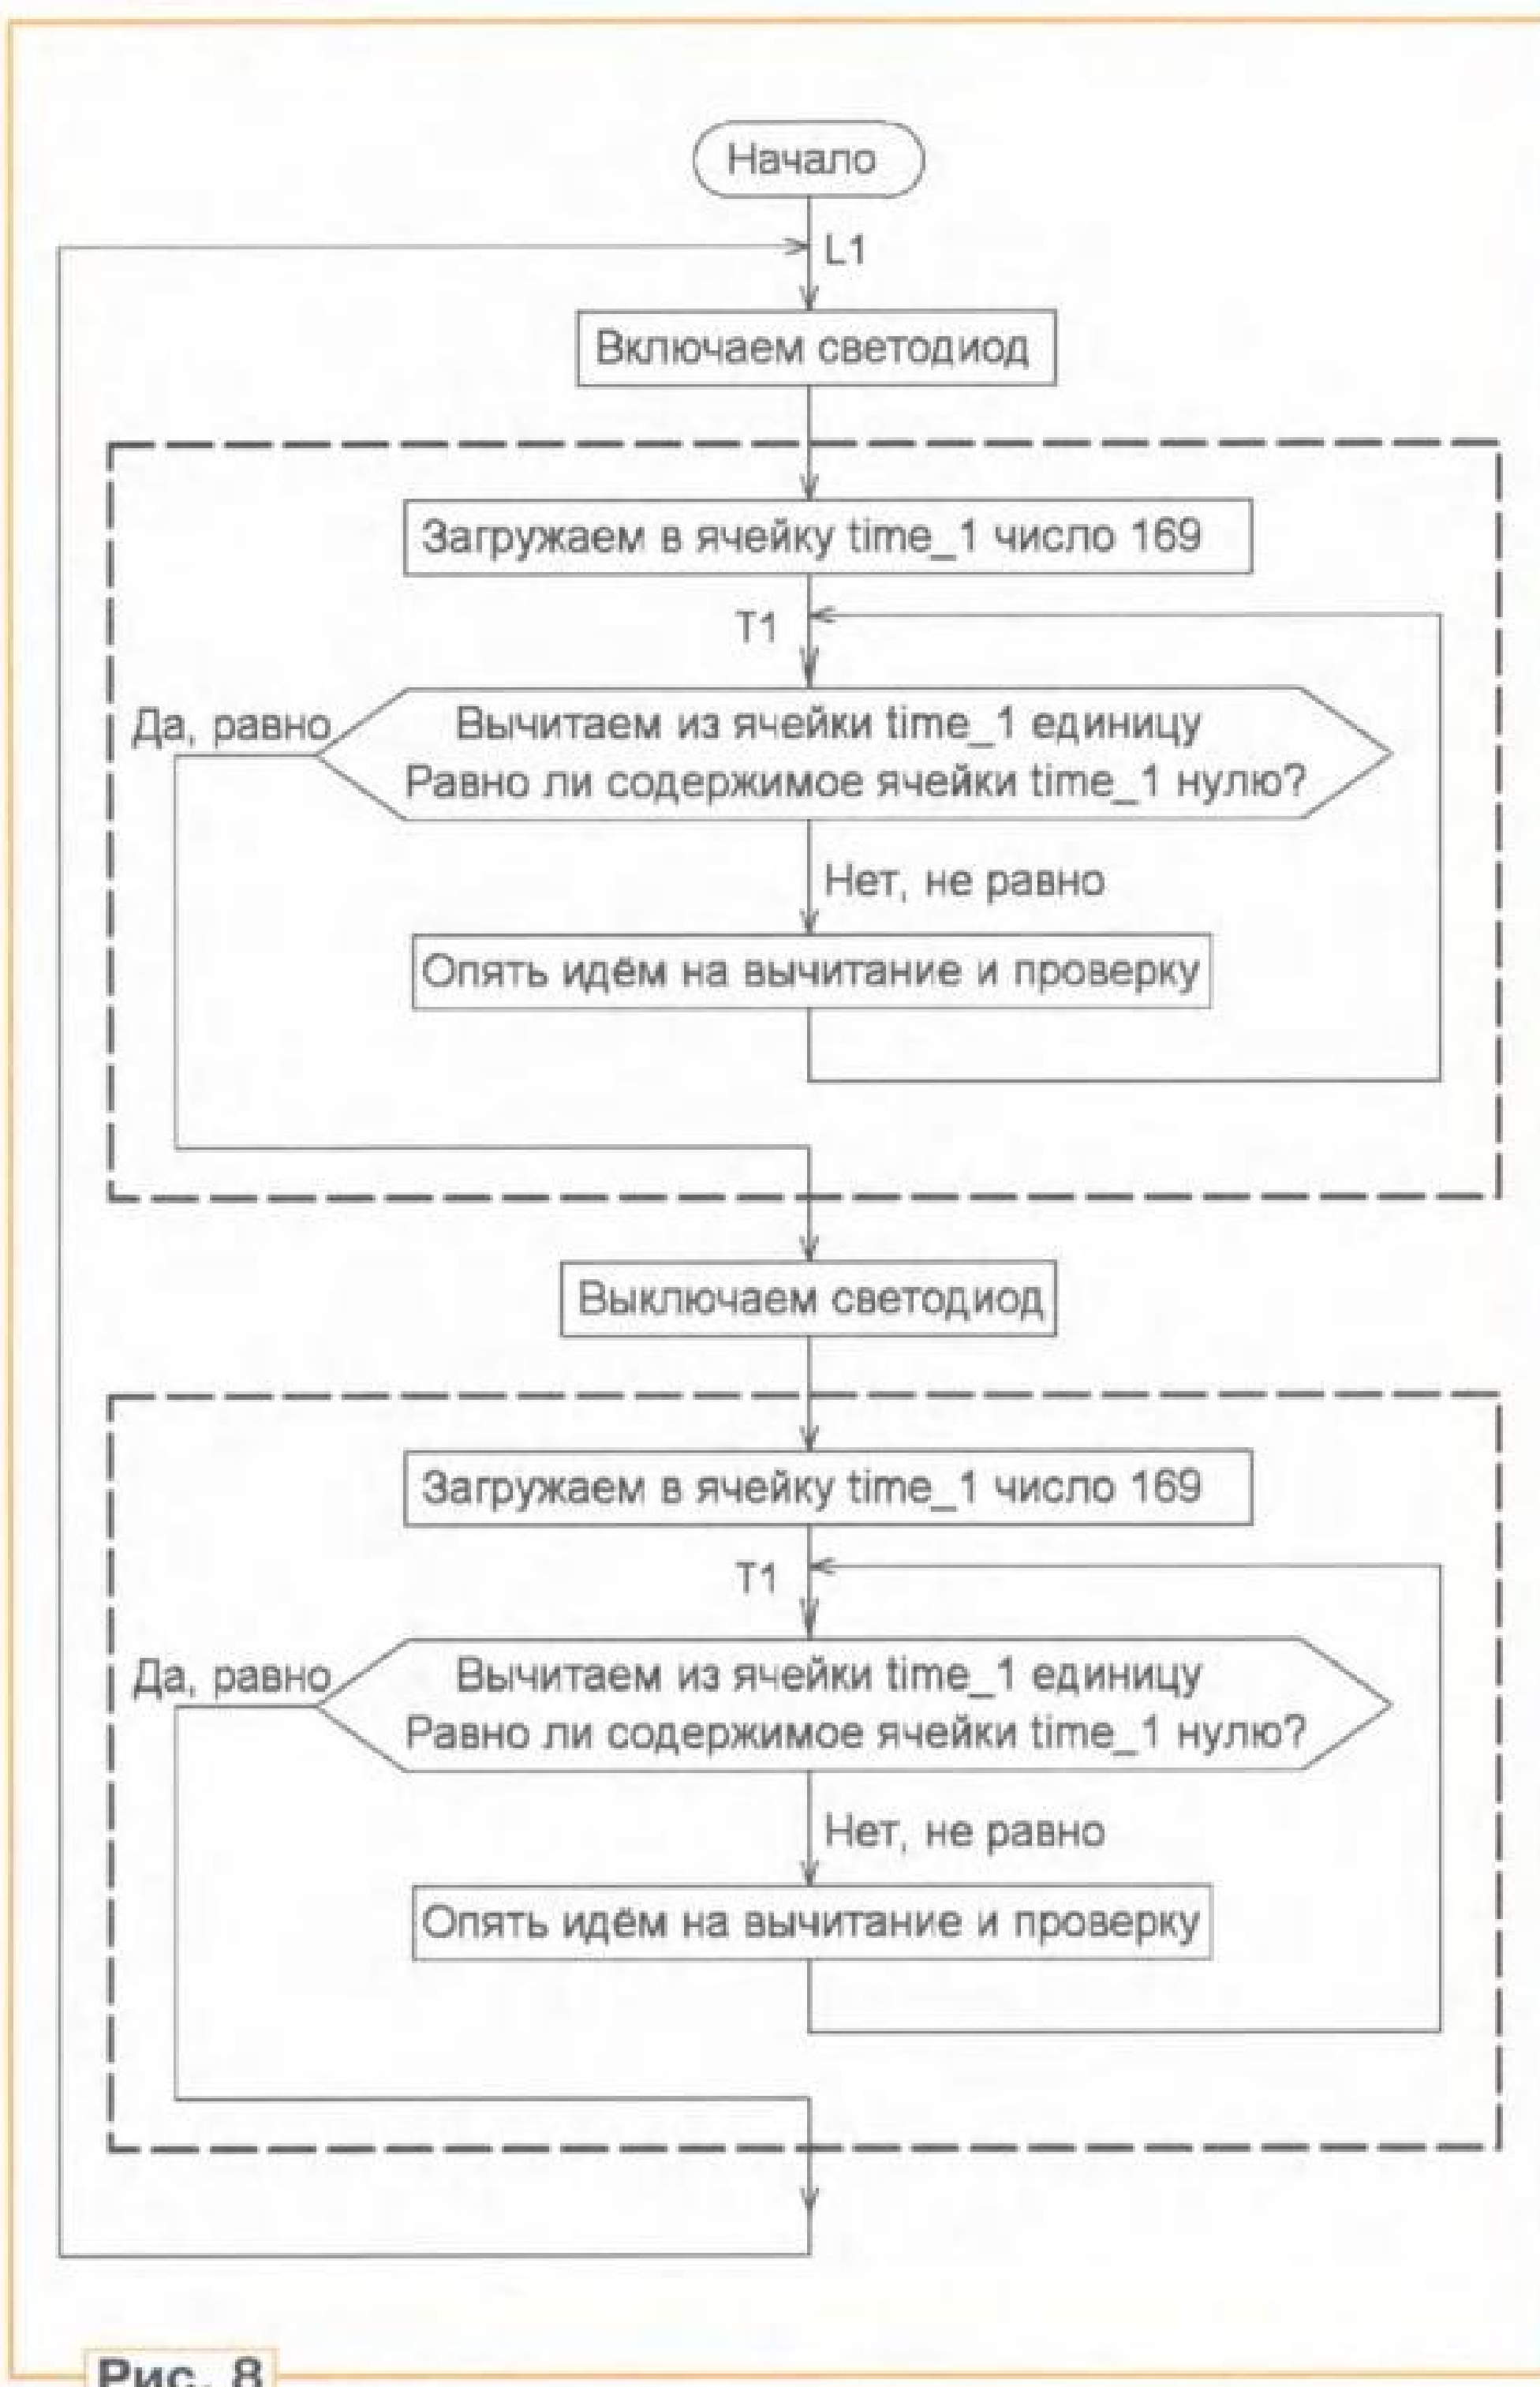 Начало
L1
Включаем светодиод
Загружаем в ячейку time_1 число 169
T1
Да, равно
Вычитаем из ячейки time_1 единицу
Равно ли содержимое ячейки time_1 нулю?
Нет, не равно
Опять идём на вычитание и проверку
Выключаем светодиод
Загружаем в ячейку time_1 число 169
T1
Да, равно
Вычитаем из ячейки time_1 единицу
Равно ли содержимое ячейки time_1 нулю?
Нет, не равно
Опять идём на вычитание и проверку
Рис. 8